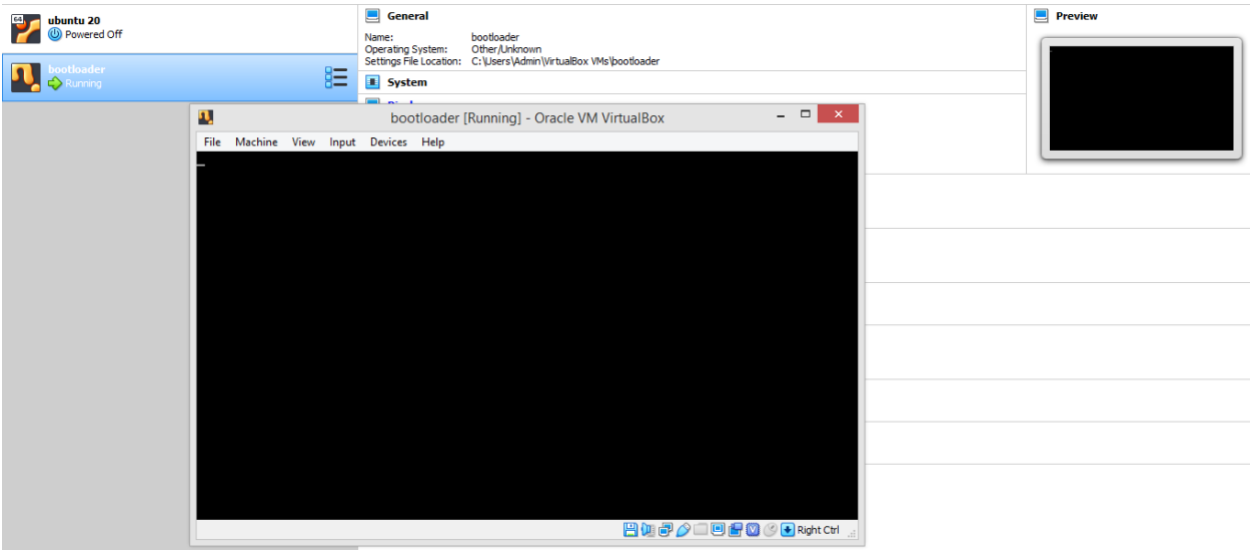 64
ubuntu 20
Powered Off
bootloader
Running
General
Name: bootloader
Operating System: Other/Unknown
Settings File Location: C:\Users\Admin\VirtualBox VMs\bootloader
System
Preview
bootloader [Running] - Oracle VM VirtualBox
File Machine View Input Devices Help
Right Ctrl